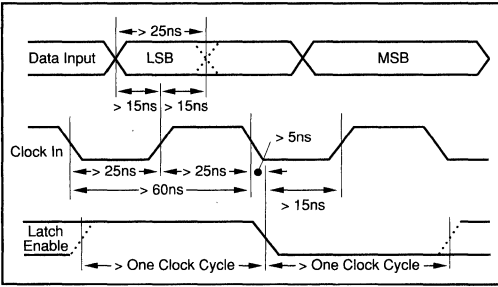 > 25ns
Data Input
LSB
MSB
> 15ns
> 15ns
> 5ns
Clock In
> 25ns
> 25ns
> 60ns
> 15ns
Latch
Enable
> One Clock Cycle
> One Clock Cycle